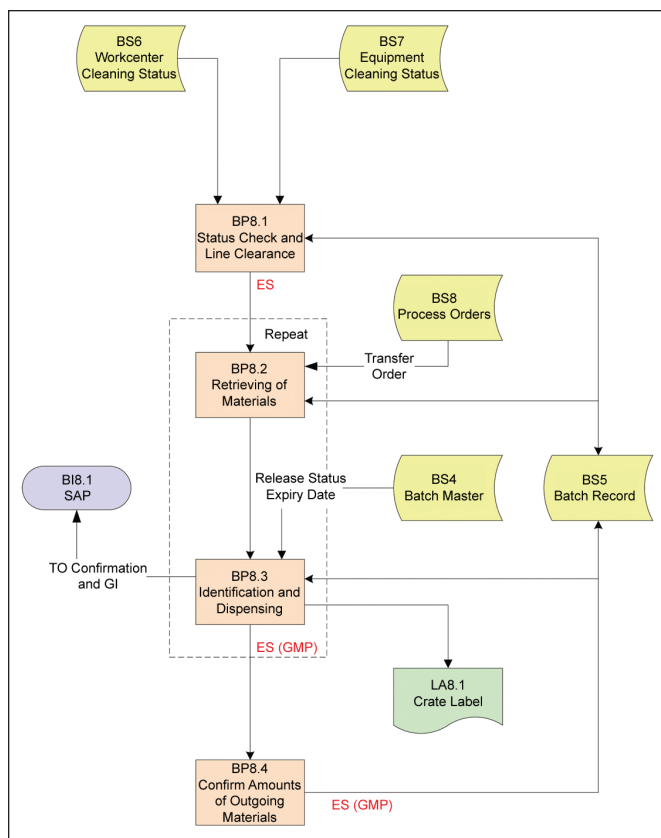 BS6
Workcenter
Cleaning Status
BS7
Equipment
Cleaning Status
BP8.1
Status Check and
Line Clearance
ES
BS8
Process Orders
Repeat
Transfer
Order
BP8.2
Retrieving of
Materials
BI8.1
SAP
Release Status
Expiry Date
BS4
Batch Master
BS5
Batch Record
TO Confirmation
and GI
BP8.3
Identification and
Dispensing
ES (GMP)
LA8.1
Crate Label
BP8.4
Confirm Amounts
of Outgoing
Materials
ES (GMP)